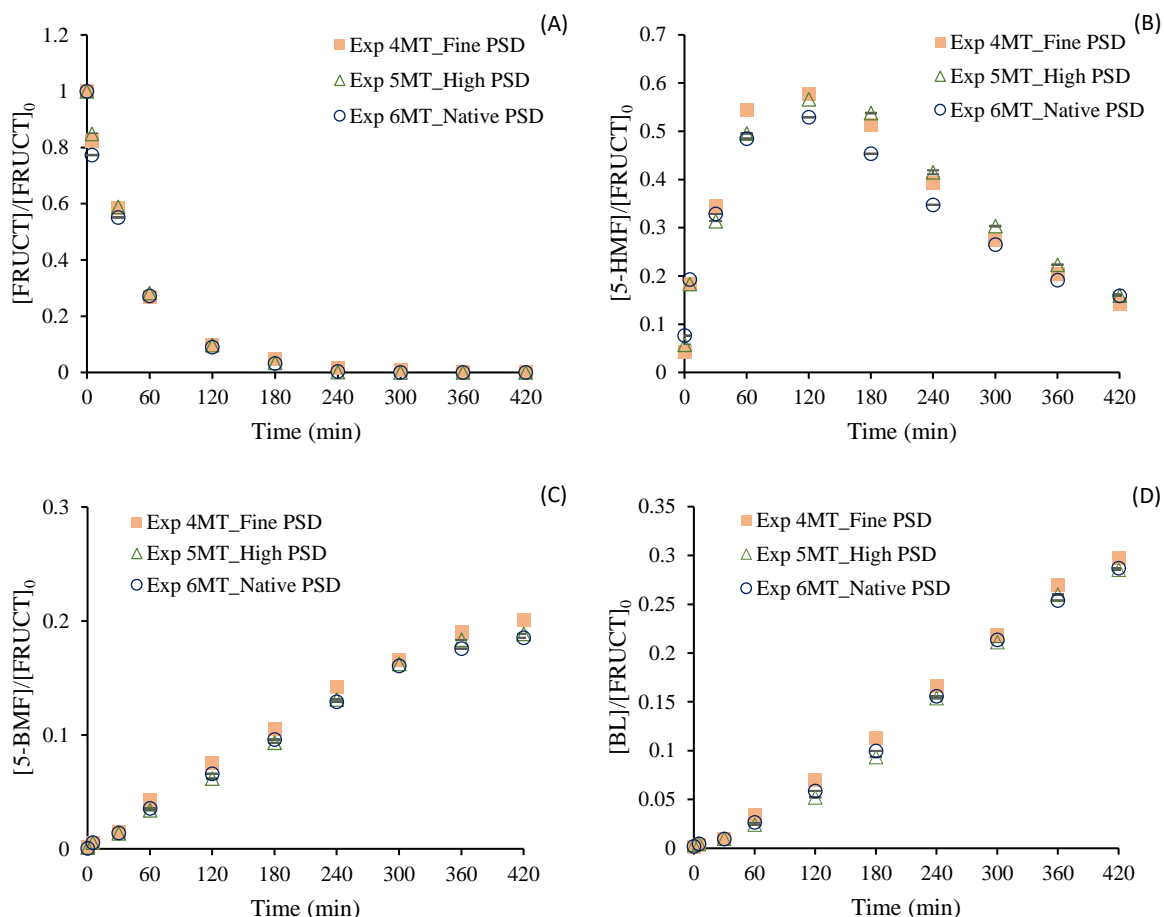 (A)
Exp 4MT_Fine PSD
Exp 5MT_High PSD
Exp 6MT_Native PSD
[FRUCT]/[FRUCT]₀
1.2
1
0.8
0.6
0.4
0.2
0
0 60 120 180 240 300 360 420
Time (min)
(B)
Exp 4MT_Fine PSD
Exp 5MT_High PSD
Exp 6MT_Native PSD
[5-HMF]/[FRUCT]₀
0.7
0.6
0.5
0.4
0.3
0.2
0.1
0
0 60 120 180 240 300 360 420
Time (min)
(C)
Exp 4MT_Fine PSD
Exp 5MT_High PSD
Exp 6MT_Native PSD
[5-BMF]/[FRUCT]₀
0.3
0.2
0.1
0
0 60 120 180 240 300 360 420
Time (min)
(D)
Exp 4MT_Fine PSD
Exp 5MT_High PSD
Exp 6MT_Native PSD
[BL]/[FRUCT]₀
0.35
0.3
0.25
0.2
0.15
0.1
0.05
0
0 60 120 180 240 300 360 420
Time (min)